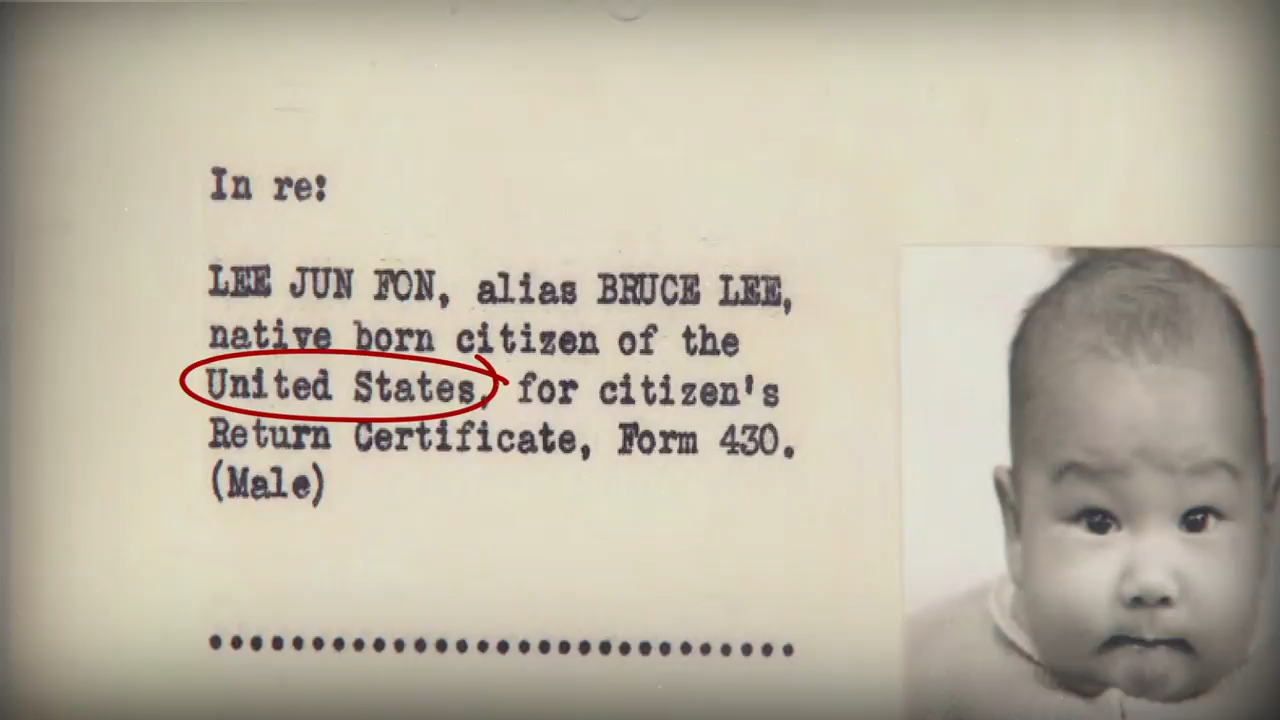 In re:
LEE JUN FON, alias BRUCE LEE,
native born citizen of the
United States, for citizen's
Return Certificate, Form 430.
(Male)